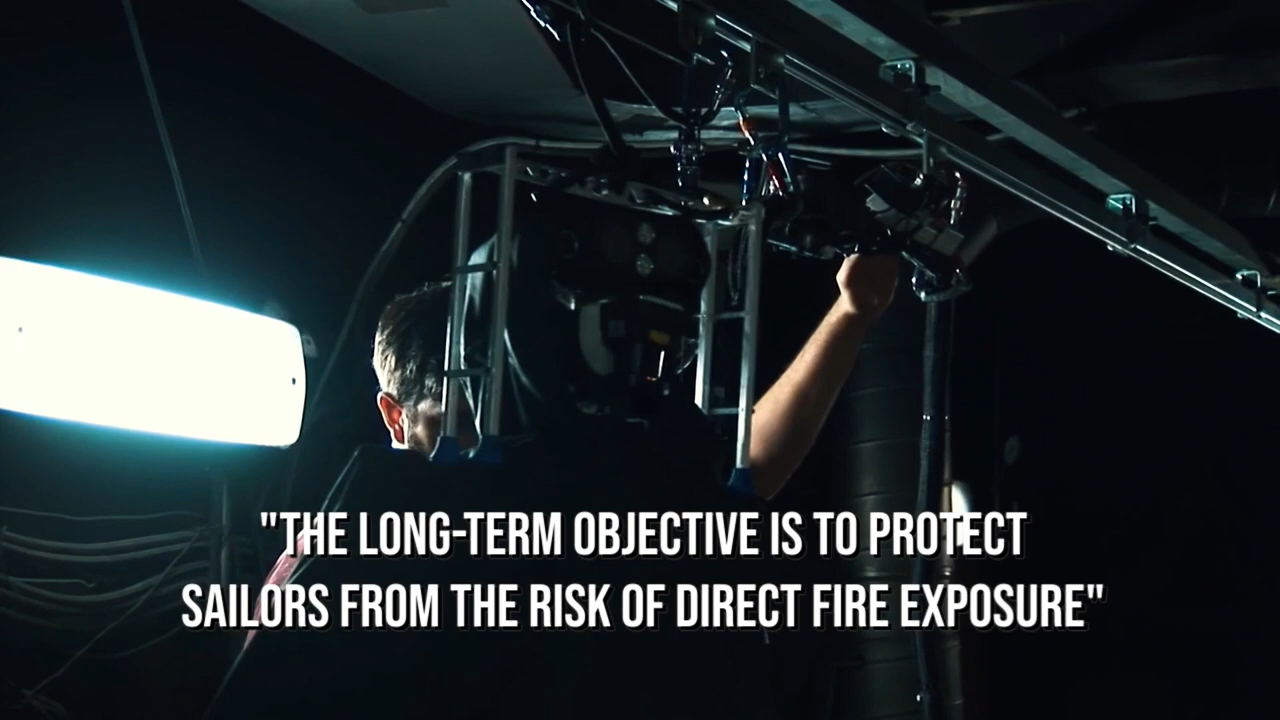 "THE LONG-TERM OBJECTIVE IS TO PROTECT
SAILORS FROM THE RISK OF DIRECT FIRE EXPOSURE"